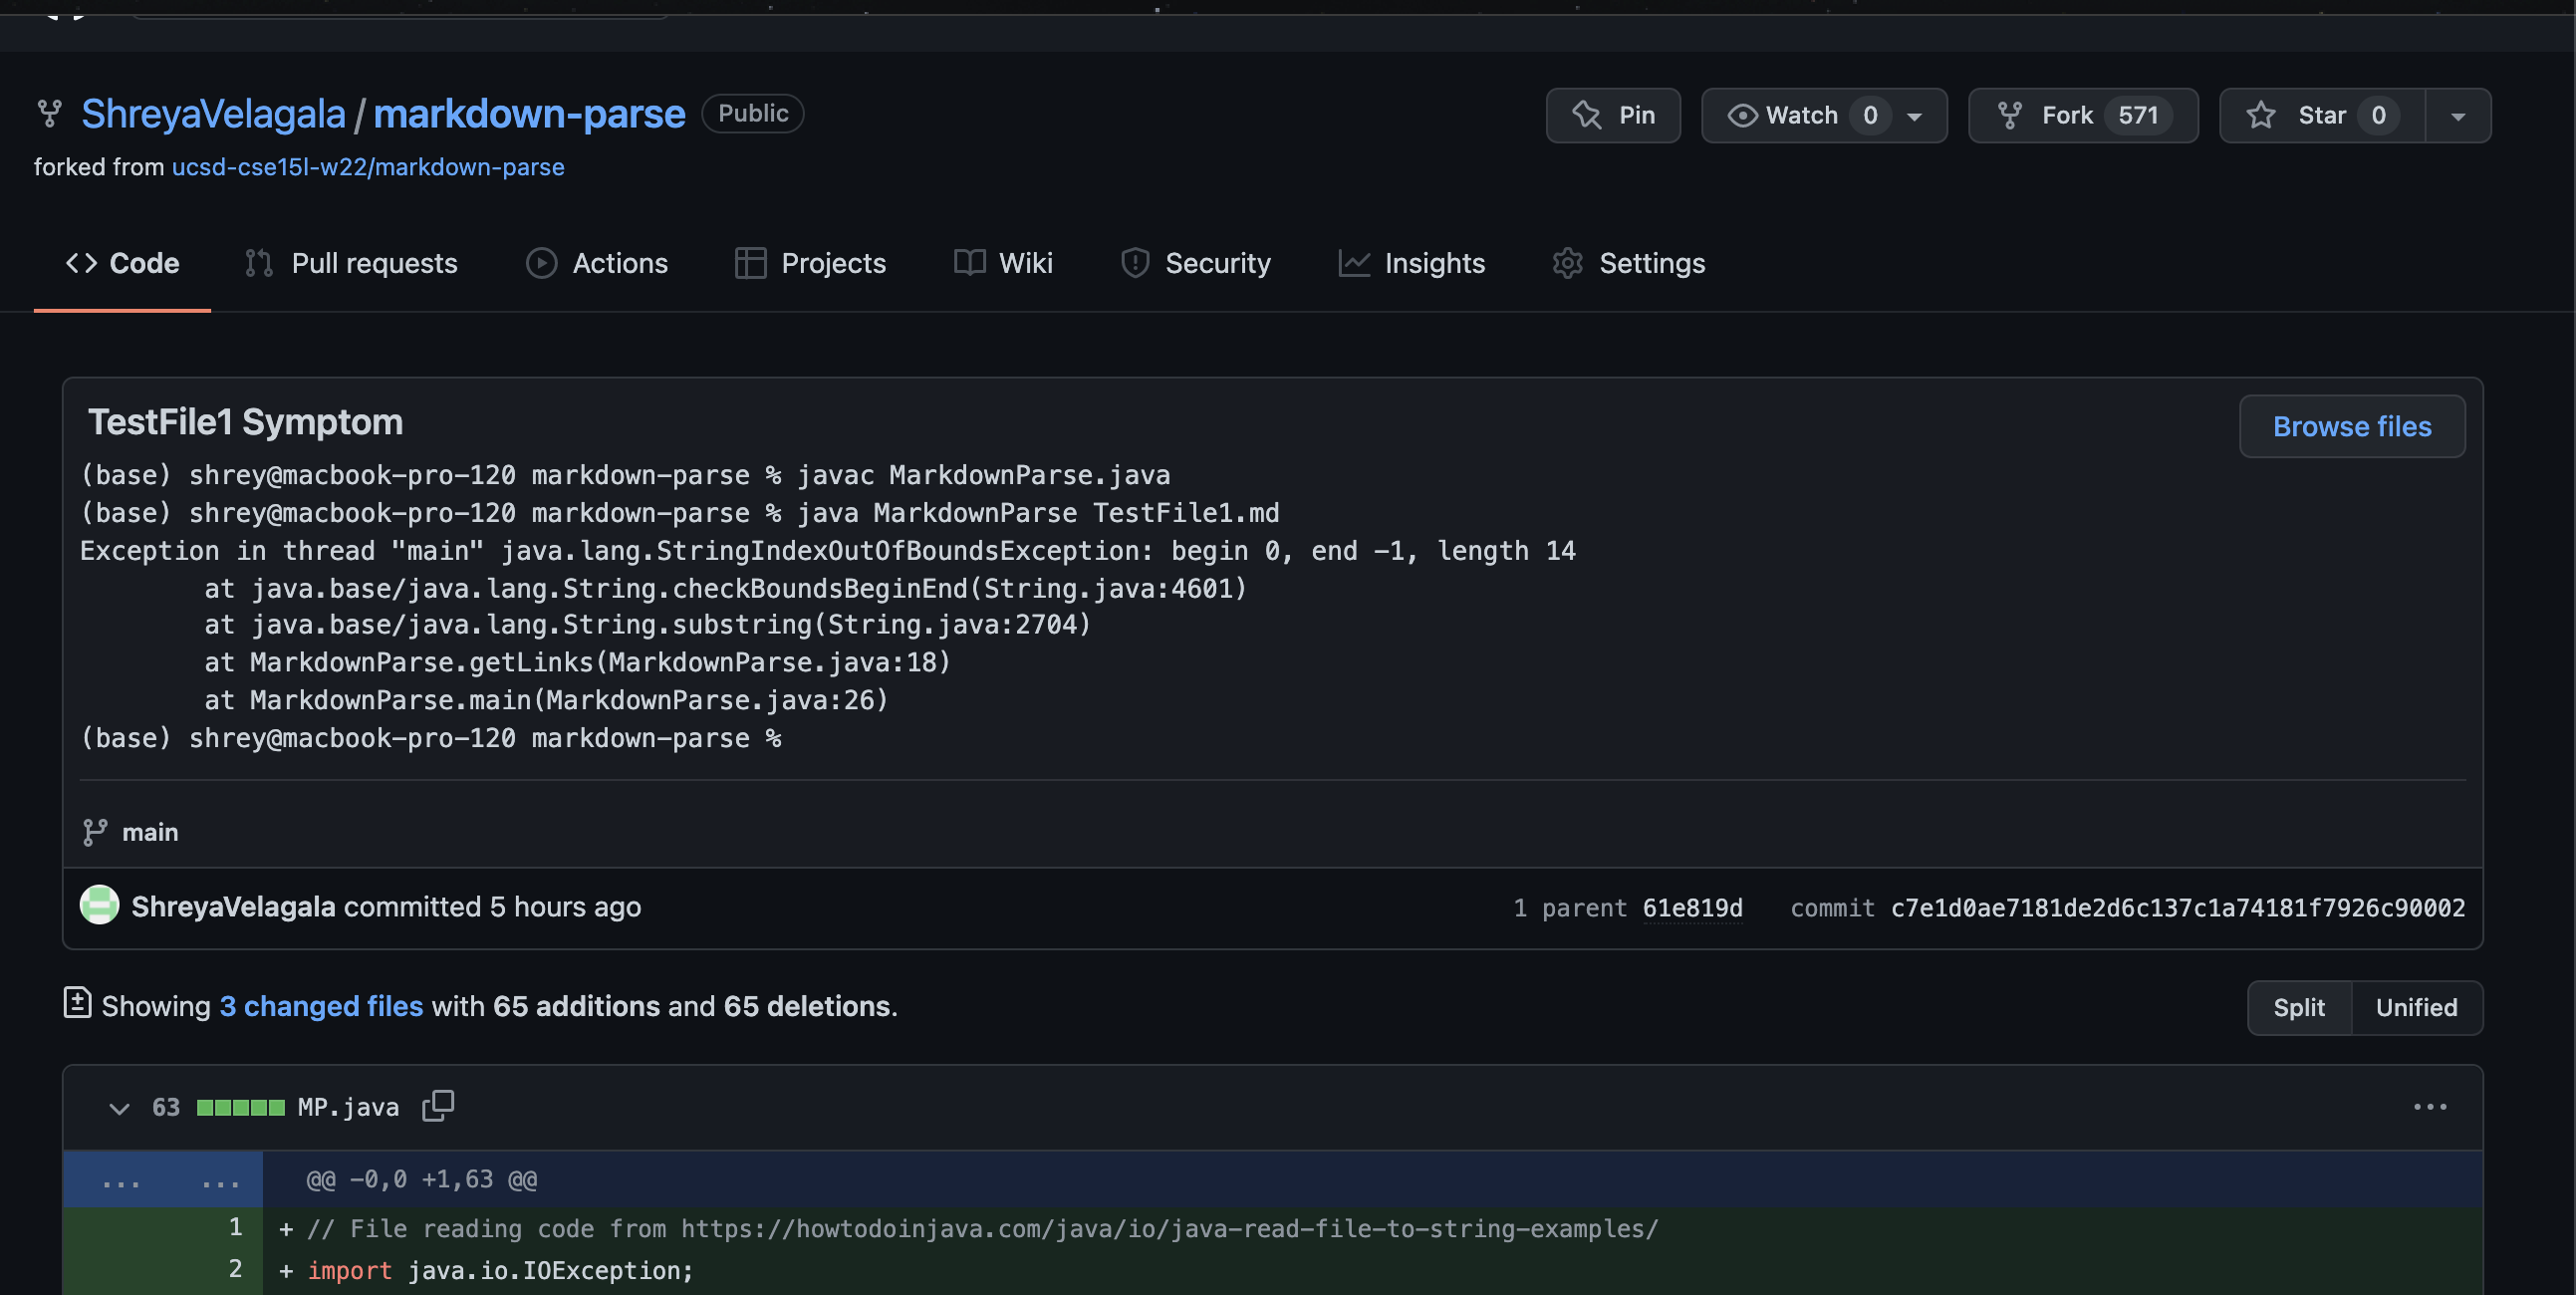 ShreyaVelagala / markdown-parse Public
Pin Watch 0 Fork 571 Star 0
forked from ucsd-cse15l-w22/markdown-parse
Code Pull requests Actions Projects Wiki Security Insights Settings
TestFile1 Symptom
Browse files
(base) shrey@macbook-pro-120 markdown-parse % javac MarkdownParse.java
(base) shrey@macbook-pro-120 markdown-parse % java MarkdownParse TestFile1.md
Exception in thread "main" java.lang.StringIndexOutOfBoundsException: begin 0, end -1, length 14
at java.base/java.lang.String.checkBoundsBeginEnd(String.java:4601)
at java.base/java.lang.String.substring(String.java:2704)
at MarkdownParse.getLinks(MarkdownParse.java:18)
at MarkdownParse.main(MarkdownParse.java:26)
(base) shrey@macbook-pro-120 markdown-parse %
main
ShreyaVelagala committed 5 hours ago 1 parent 61e819d commit c7e1d0ae7181de2d6c137c1a74181f7926c90002
Showing 3 changed files with 65 additions and 65 deletions.
Split Unified
63 MP.java
... ... @@ -0,0 +1,63 @@
1 + // File reading code from https://howtodoinjava.com/java/io/java-read-file-to-string-examples/
2 + import java.io.IOException;